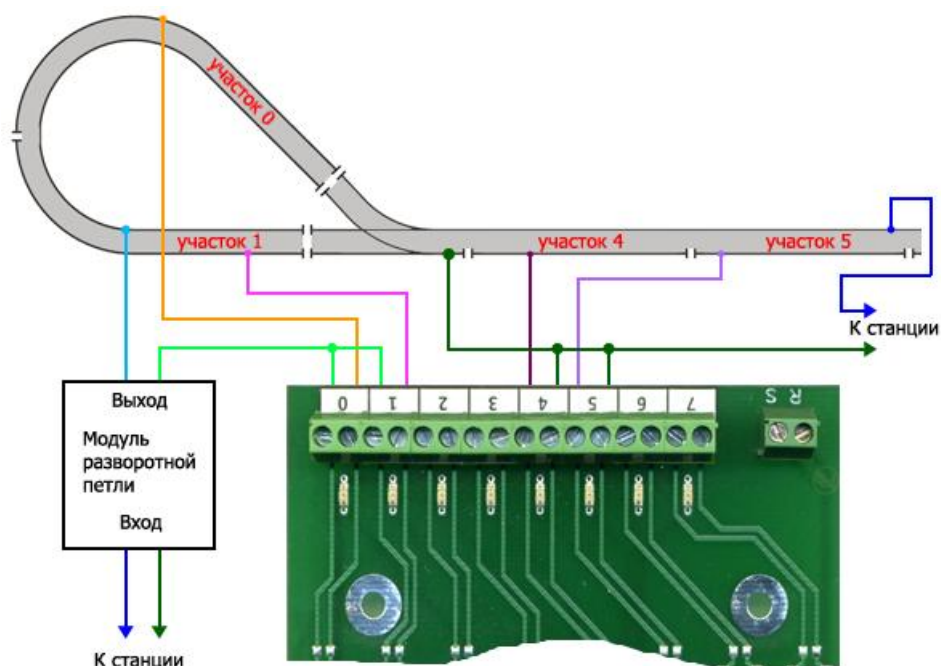 участок 0
участок 1
участок 4
участок 5
К станции
Выход
Модуль
разворотной
петли
Вход
К станции
0 1 2 3 4 5 6 7
S R